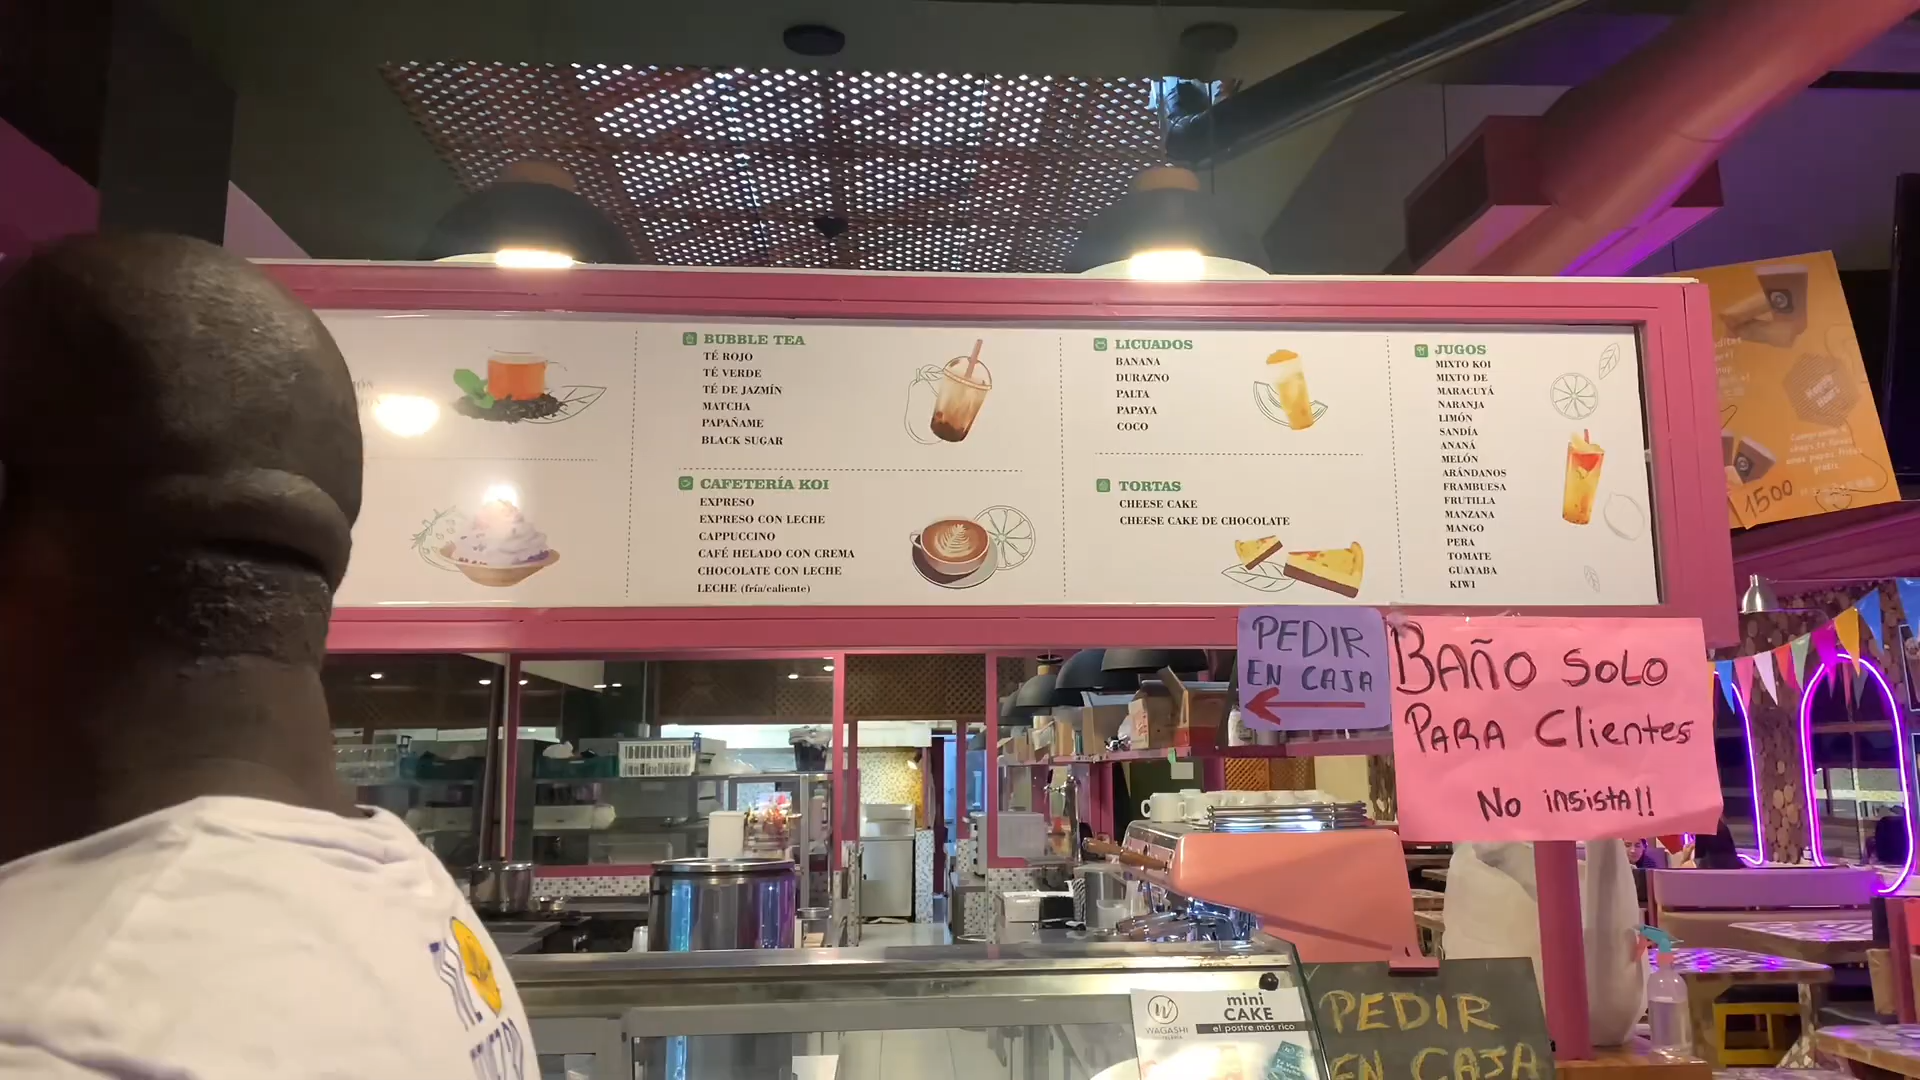 BUBBLE TEA
TÉ ROJO
TÉ VERDE
TÉ DE JAZMÍN
MATCHA
PAPAÑAME
BLACK SUGAR
CAFETERÍA KOI
EXPRESO
EXPRESO CON LECHE
CAPPUCCINO
CAFÉ HELADO CON CREMA
CHOCOLATE CON LECHE
LECHE (fría/caliente)
LICUADOS
BANANA
DURAZNO
PALTA
PAPAYA
COCO
TORTAS
CHEESE CAKE
CHEESE CAKE DE CHOCOLATE
JUGOS
MIXTO KOI
MIXTO DE
MARACUYÁ
NARANJA
LIMÓN
SANDÍA
ANANÁ
MELÓN
ARÁNDANOS
FRAMBUESA
FRUTILLA
MANZANA
MANGO
PERA
TOMATE
GUAYABA
KIWI
Happy
Hours
gratis.
1500
PEDIR
EN CAJA
BAÑO SOLO
PARA Clientes
No insista!!
W
WAGASHI
mini
CAKE
el postre más rico
PEDIR
EN CAJA